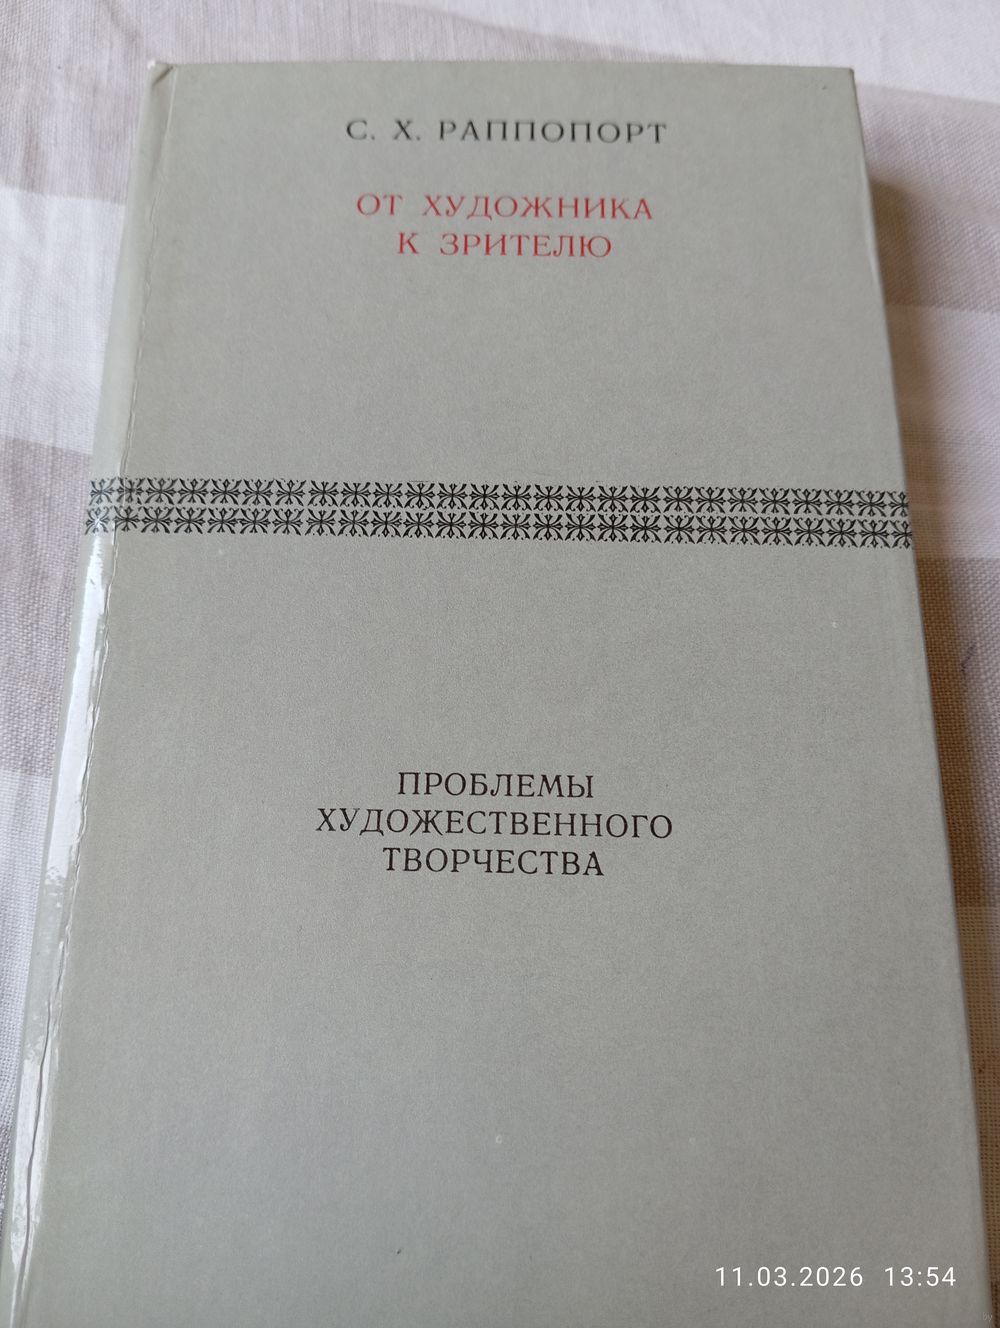 С. Х. РАППОПОРТ
ОТ ХУДОЖНИКА
К ЗРИТЕЛЮ
ПРОБЛЕМЫ
ХУДОЖЕСТВЕННОГО
ТВОРЧЕСТВА
11.03.2026 13:54